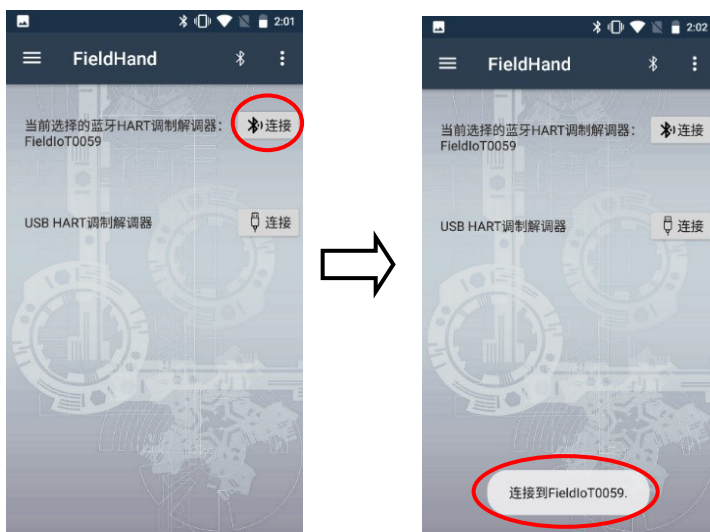 2:01
FieldHand
当前选择的蓝牙HART调制解调器：
FieldIoT0059
连接
USB HART调制解调器
连接
2:02
FieldHand
当前选择的蓝牙HART调制解调器：
FieldIoT0059
连接
USB HART调制解调器
连接
连接到FieldIoT0059.